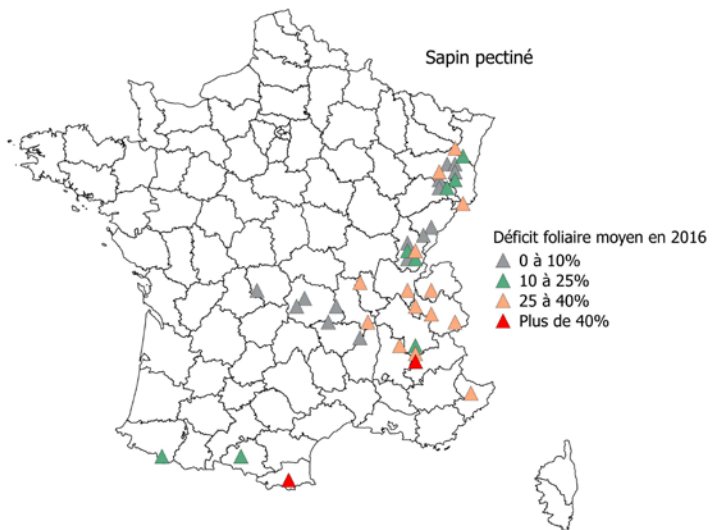 Sapin pectiné
Déficit foliaire moyen en 2016
0 à 10%
10 à 25%
25 à 40%
Plus de 40%